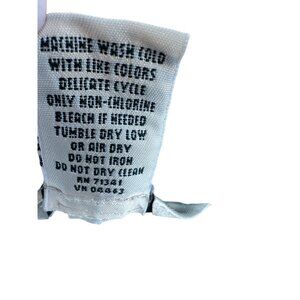 MACHINE WASH COLD
WITH LIKE COLORS
DELICATE CYCLE
ONLY NON-CHLORINE
BLEACH IF NEEDED
TUMBLE DRY LOW
OR AIR DRY
DO NOT IRON
DO NOT DRY CLEAN
RN 71341
VN 04463